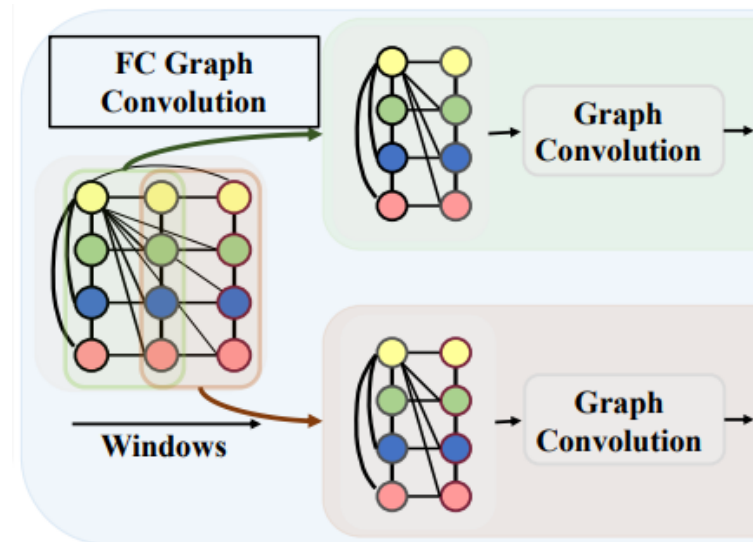 FC Graph
Convolution
Graph
Convolution
Windows
Graph
Convolution